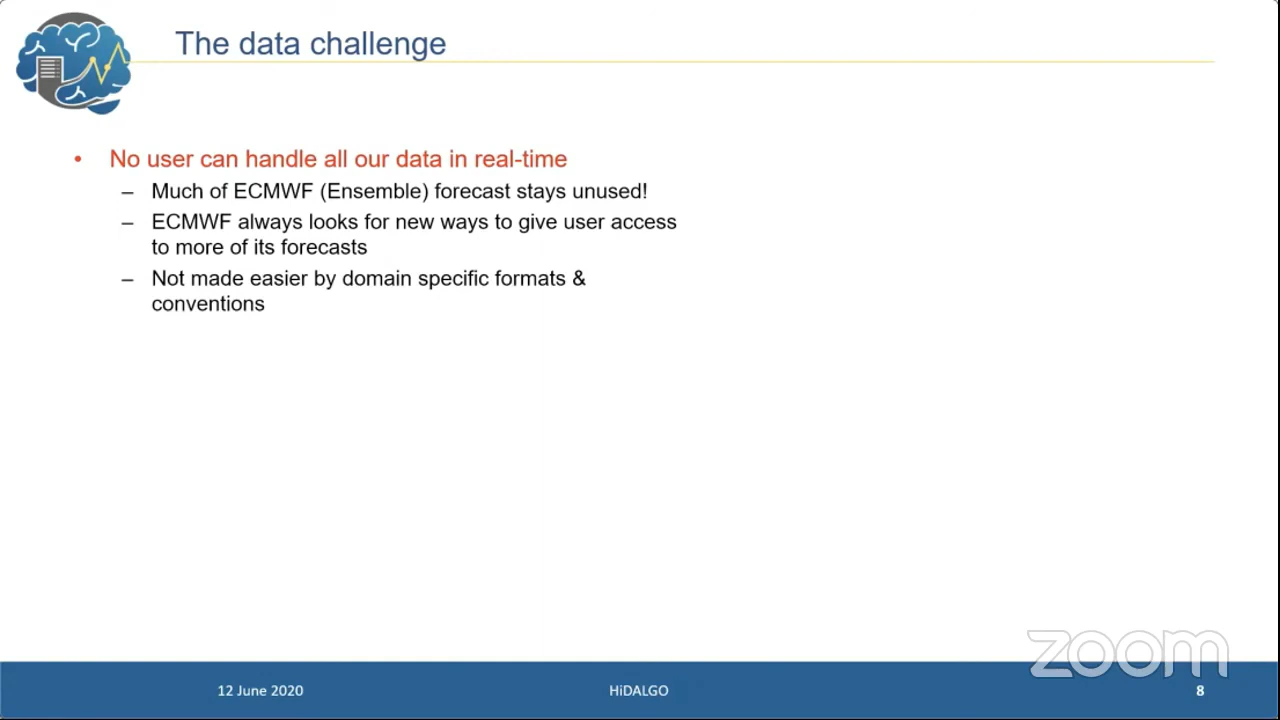 The data challenge
• No user can handle all our data in real-time
– Much of ECMWF (Ensemble) forecast stays unused!
– ECMWF always looks for new ways to give user access
to more of its forecasts
– Not made easier by domain specific formats &
conventions
zoom
12 June 2020
HiDALGO
8